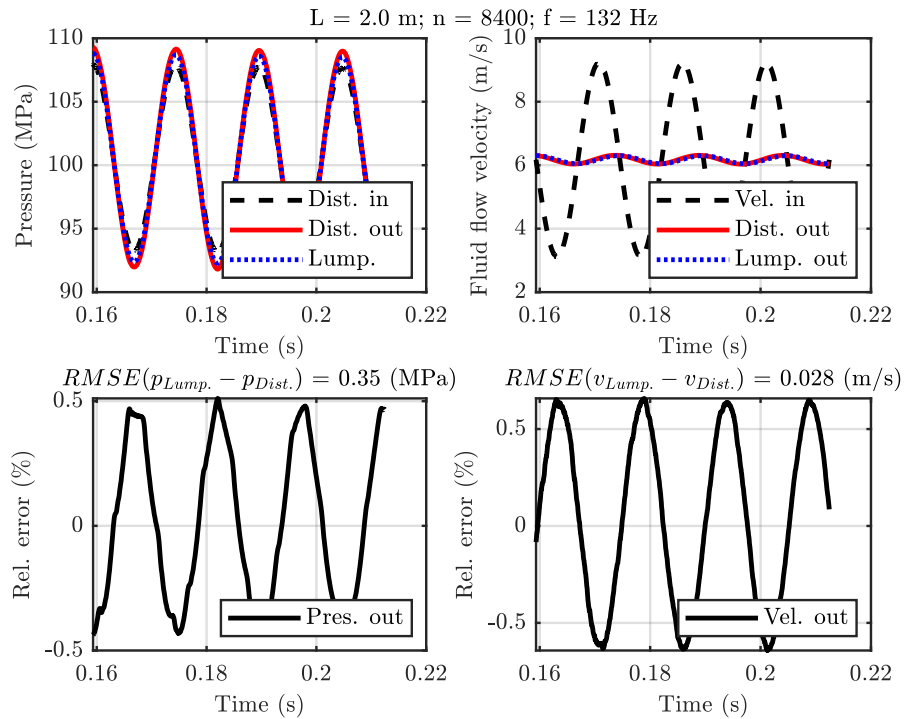 L = 2.0 m; n = 8400; f = 132 Hz
110
105
100
95
90
Pressure (MPa)
0.16 0.18 0.2 0.22
Time (s)
Dist. in
Dist. out
Lump.
10
8
6
4
2
Fluid flow velocity (m/s)
0.16 0.18 0.2 0.22
Time (s)
Vel. in
Dist. out
Lump. out
RMSE(p_Lump. − p_Dist.) = 0.35 (MPa)
0.5
0
-0.5
Rel. error (%)
0.16 0.18 0.2 0.22
Time (s)
Pres. out
RMSE(v_Lump. − v_Dist.) = 0.028 (m/s)
0.5
0
-0.5
Rel. error (%)
0.16 0.18 0.2 0.22
Time (s)
Vel. out